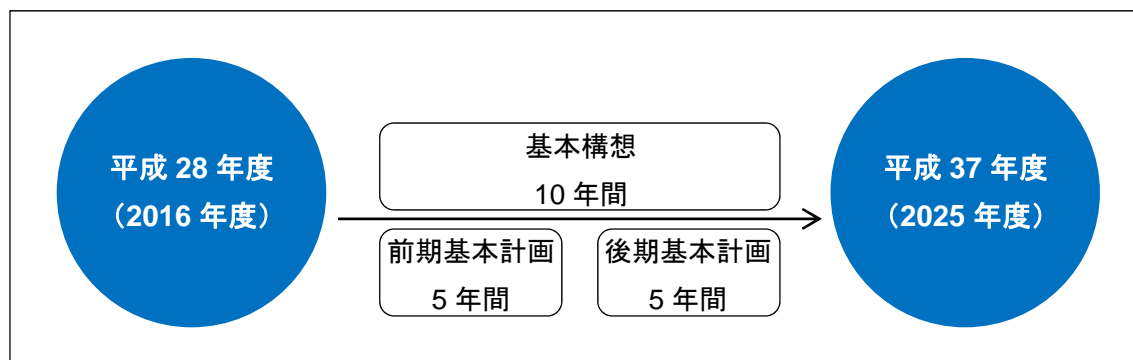 平成 28 年度
（2016 年度）
基本構想
10 年間
前期基本計画
5 年間
後期基本計画
5 年間
平成 37 年度
（2025 年度）